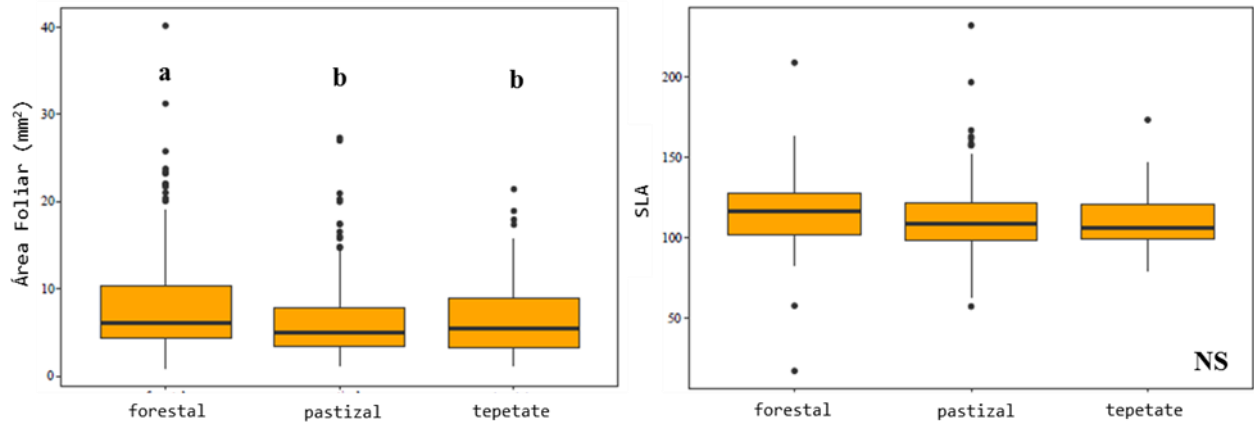 40
30
20
10
0
Área Foliar (mm²)
a
b
b
forestal
pastizal
tepetate
200
150
100
50
SLA
NS
forestal
pastizal
tepetate